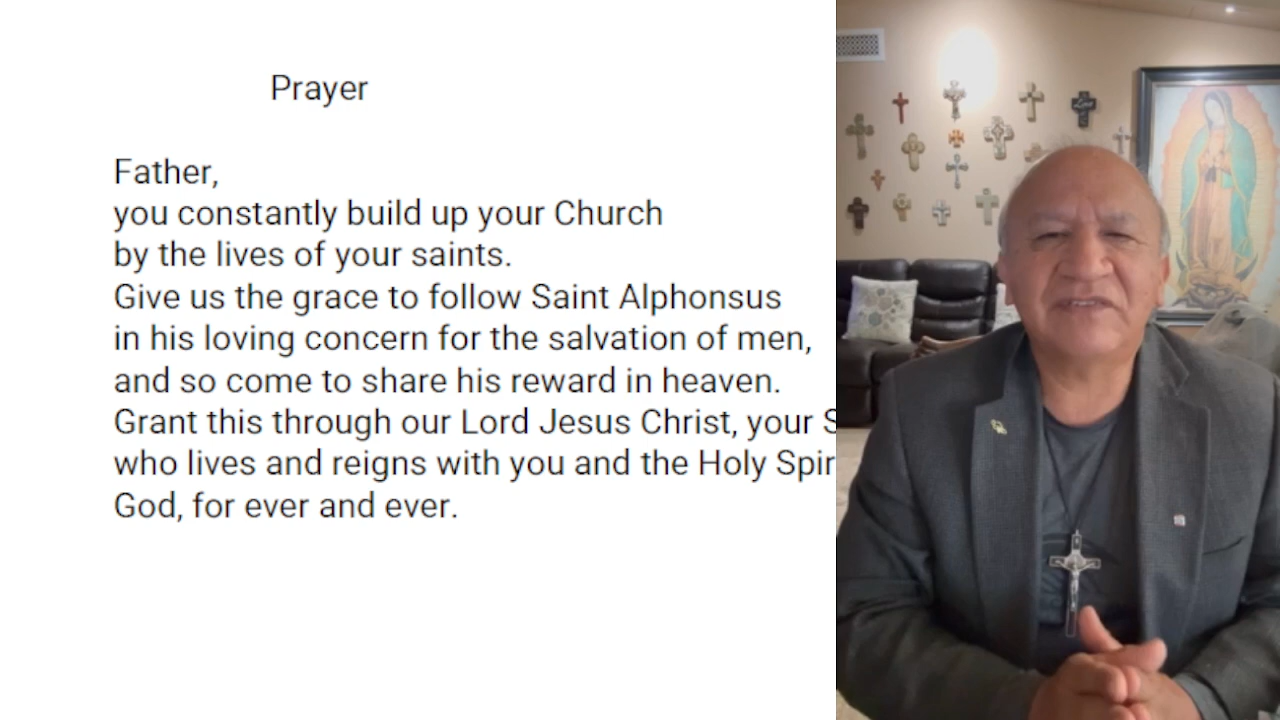 Prayer
Father,
you constantly build up your Church
by the lives of your saints.
Give us the grace to follow Saint Alphonsus
in his loving concern for the salvation of men,
and so come to share his reward in heaven.
Grant this through our Lord Jesus Christ, your
who lives and reigns with you and the Holy
God, for ever and ever.